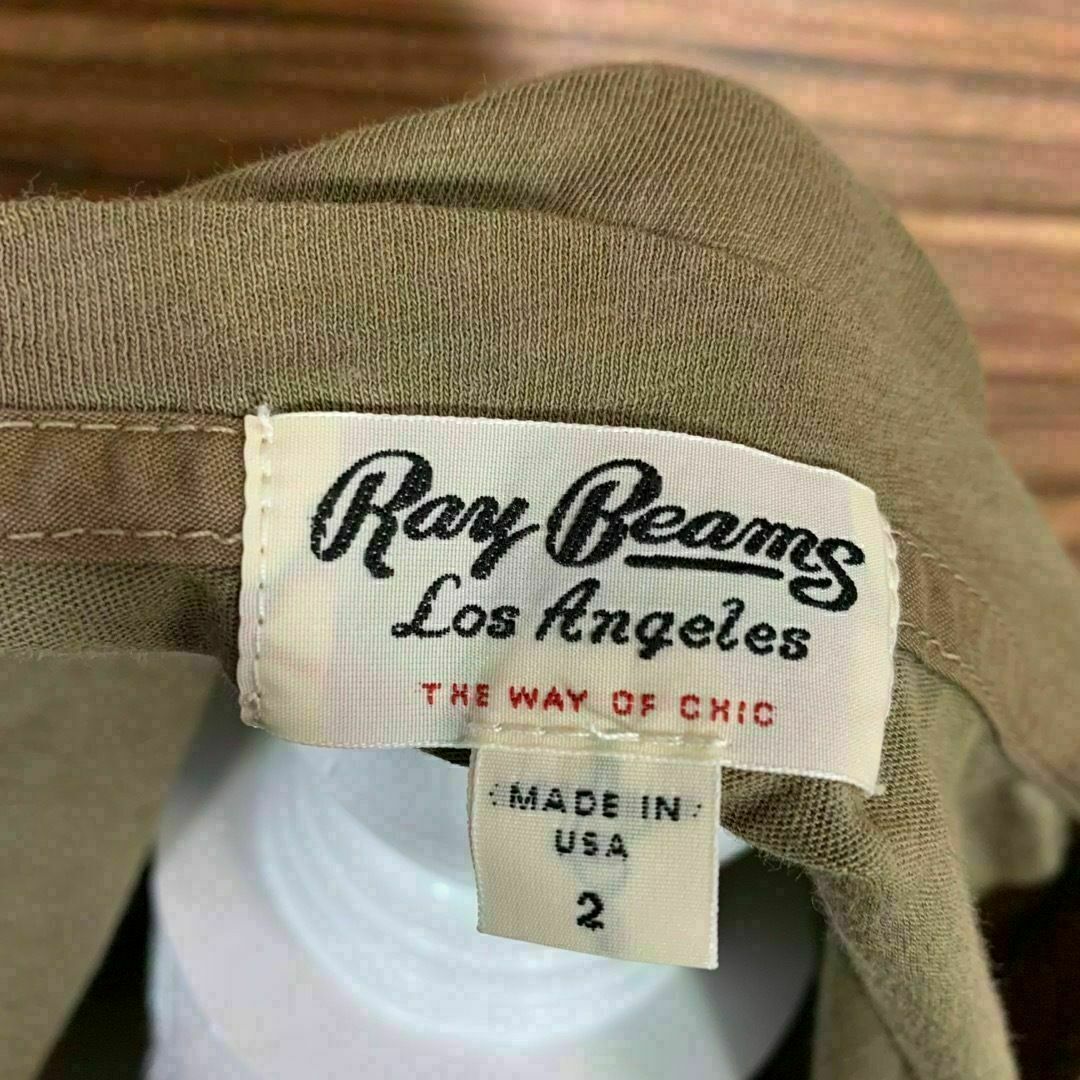 Ray Beams
Los Angeles
THE WAY OF CHIC
MADE IN
USA
2